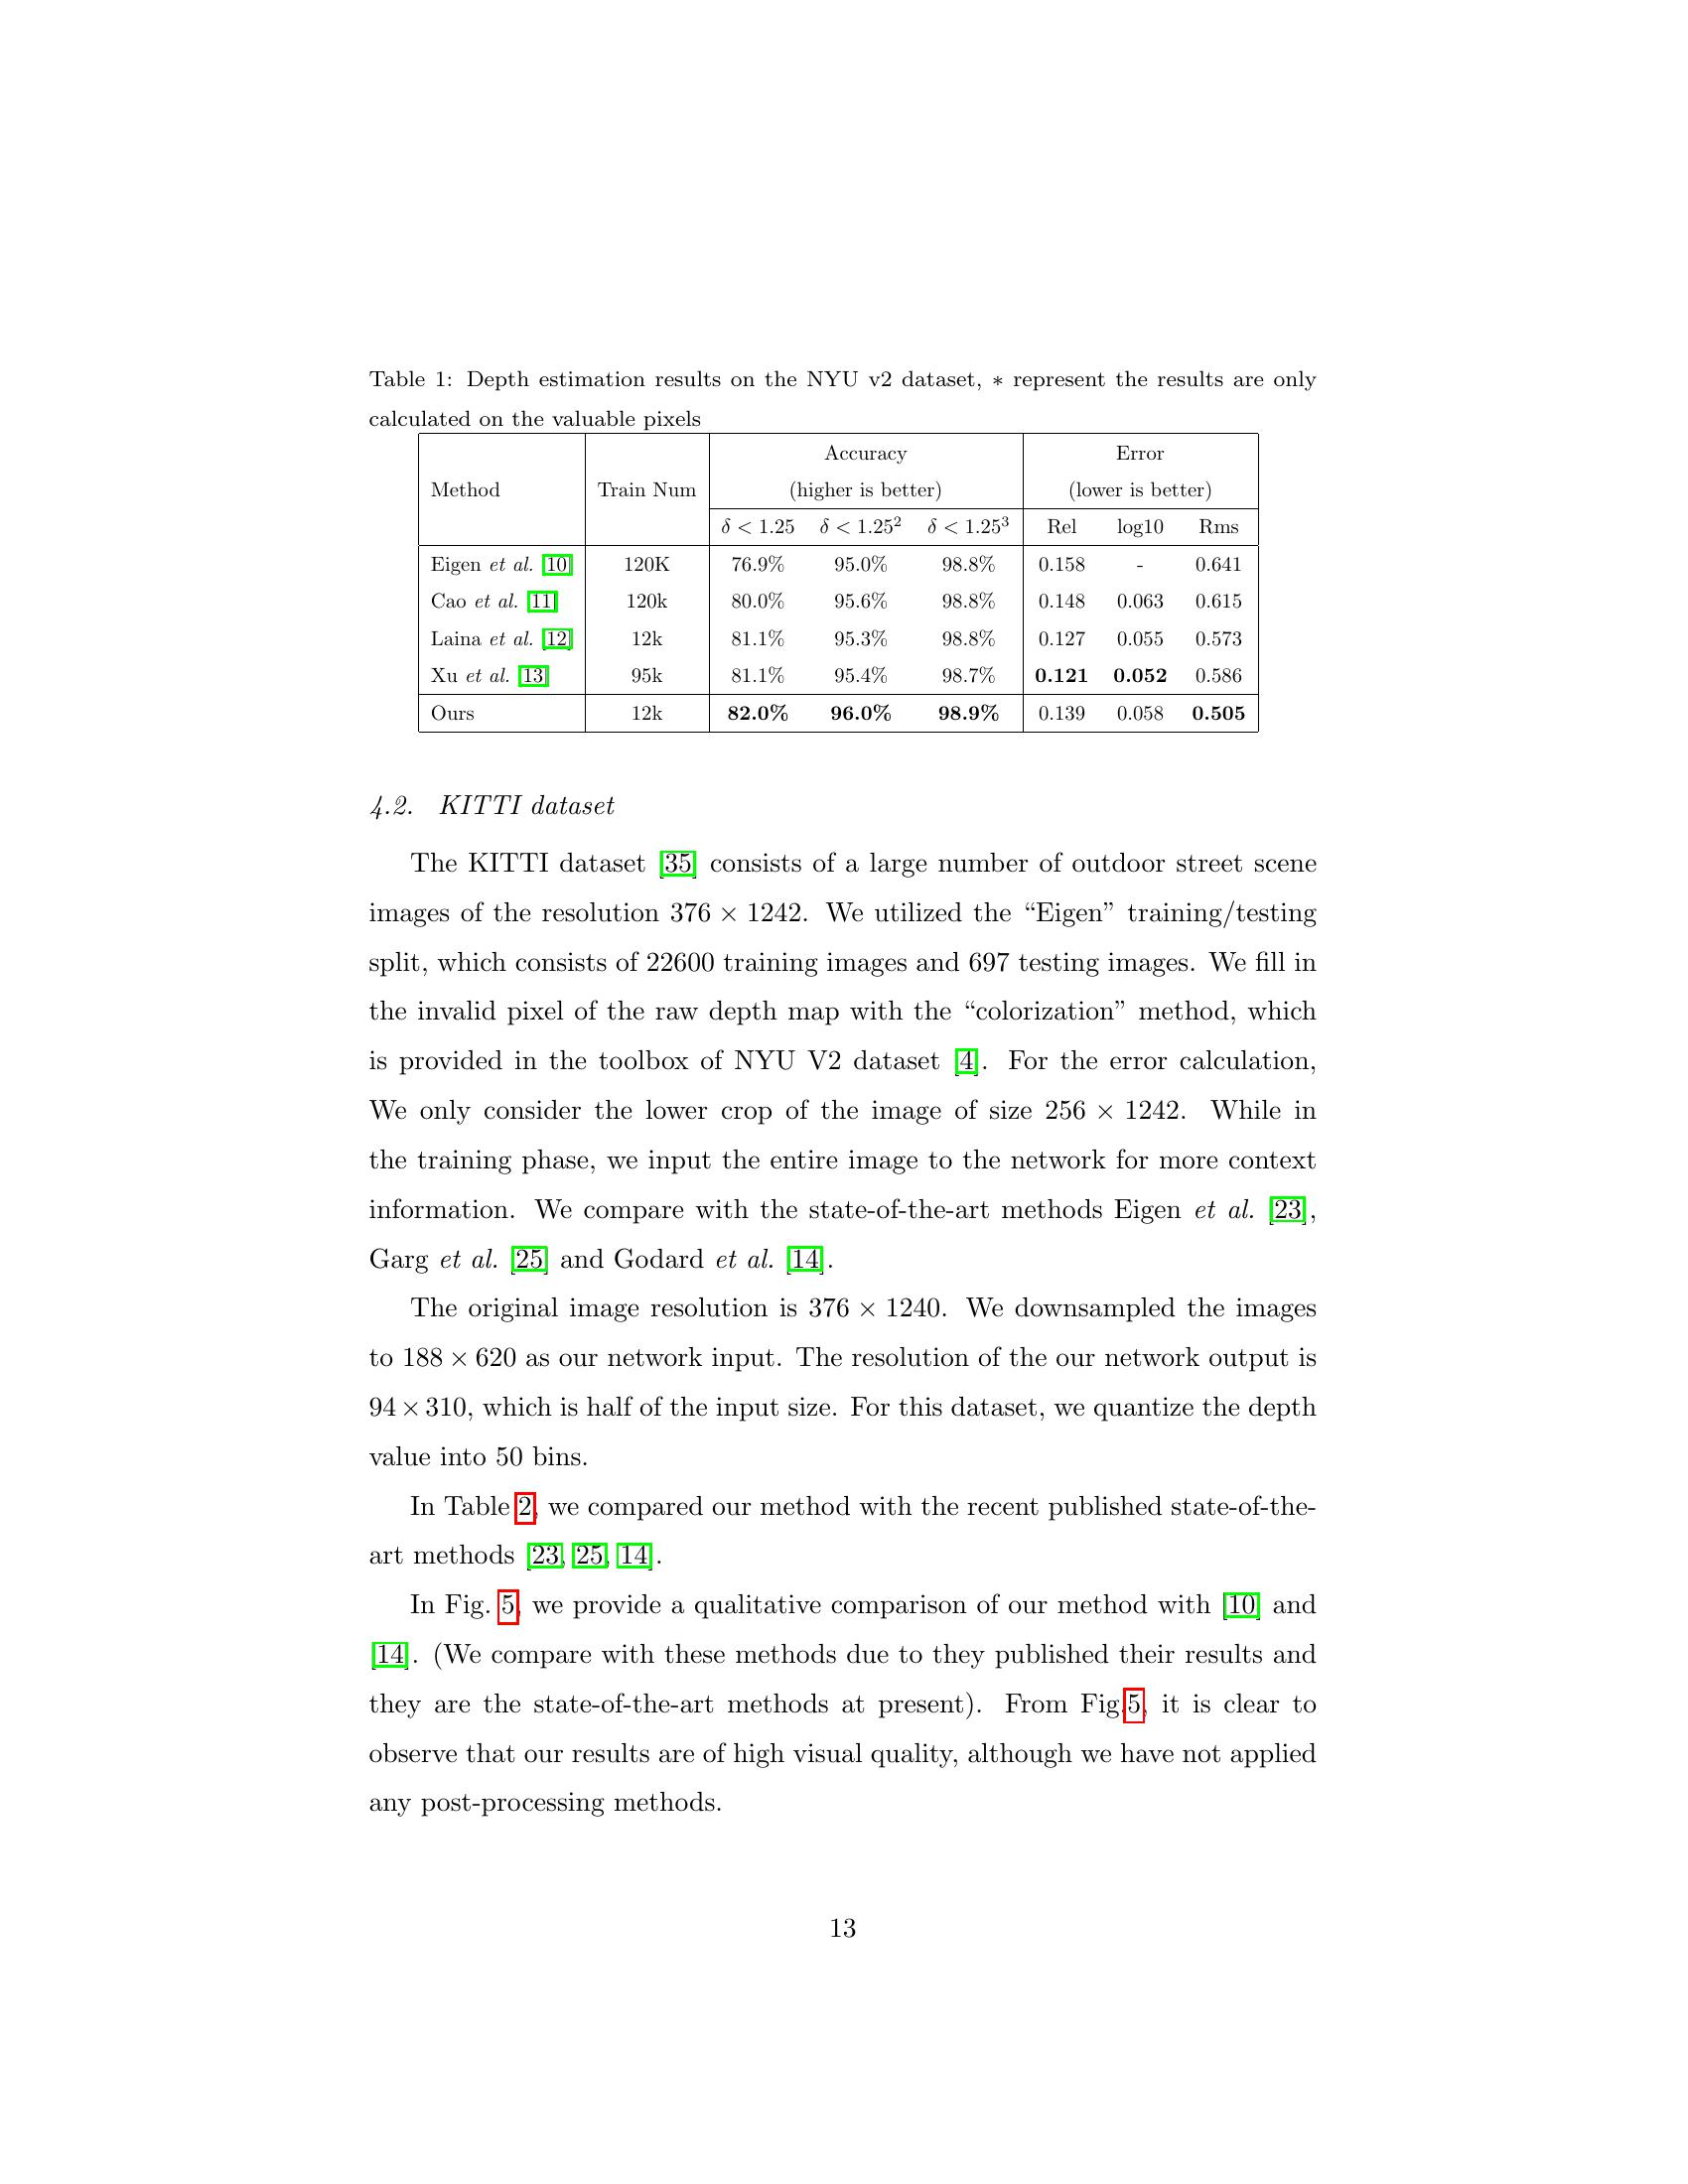 Table 1: Depth estimation results on the NYU v2 dataset, ∗ represent the results are only
calculated on the valuable pixels
Accuracy Error
Method Train Num (higher is better) (lower is better)
δ < 1.25 δ < 1.25² δ < 1.25³ Rel log10 Rms
Eigen et al. [10] 120K 76.9% 95.0% 98.8% 0.158 - 0.641
Cao et al. [11] 120k 80.0% 95.6% 98.8% 0.148 0.063 0.615
Laina et al. [12] 12k 81.1% 95.3% 98.8% 0.127 0.055 0.573
Xu et al. [13] 95k 81.1% 95.4% 98.7% 0.121 0.052 0.586
Ours 12k 82.0% 96.0% 98.9% 0.139 0.058 0.505
4.2. KITTI dataset
The KITTI dataset [35] consists of a large number of outdoor street scene
images of the resolution 376 × 1242. We utilized the “Eigen” training/testing
split, which consists of 22600 training images and 697 testing images. We fill in
the invalid pixel of the raw depth map with the “colorization” method, which
is provided in the toolbox of NYU V2 dataset [4]. For the error calculation,
We only consider the lower crop of the image of size 256 × 1242. While in
the training phase, we input the entire image to the network for more context
information. We compare with the state-of-the-art methods Eigen et al. [23],
Garg et al. [25] and Godard et al. [14].
The original image resolution is 376 × 1240. We downsampled the images
to 188 × 620 as our network input. The resolution of the our network output is
94 × 310, which is half of the input size. For this dataset, we quantize the depth
value into 50 bins.
In Table 2, we compared our method with the recent published state-of-the-
art methods [23, 25, 14].
In Fig. 5, we provide a qualitative comparison of our method with [10] and
[14]. (We compare with these methods due to they published their results and
they are the state-of-the-art methods at present). From Fig.5, it is clear to
observe that our results are of high visual quality, although we have not applied
any post-processing methods.
13